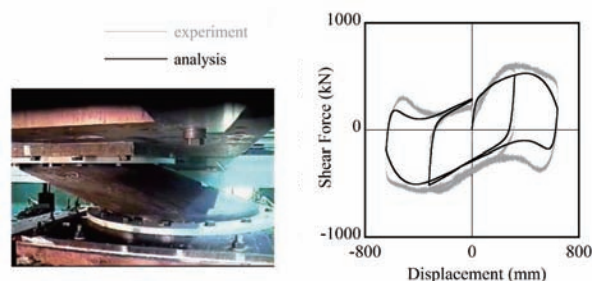 experiment
analysis
1000
0
-1000
-800
0
800
Shear Force (kN)
Displacement (mm)